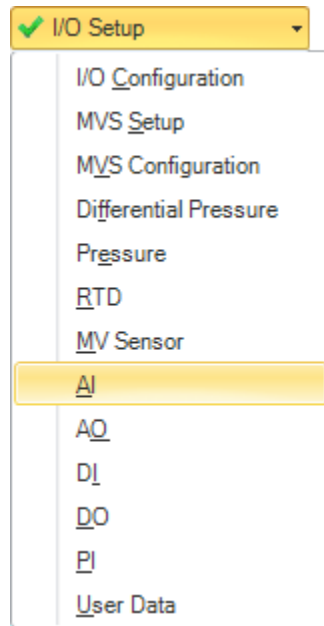 I/O Setup
I/O Configuration
MVS Setup
MVS Configuration
Differential Pressure
Pressure
RTD
MV Sensor
AI
AO
DI
DO
PI
User Data